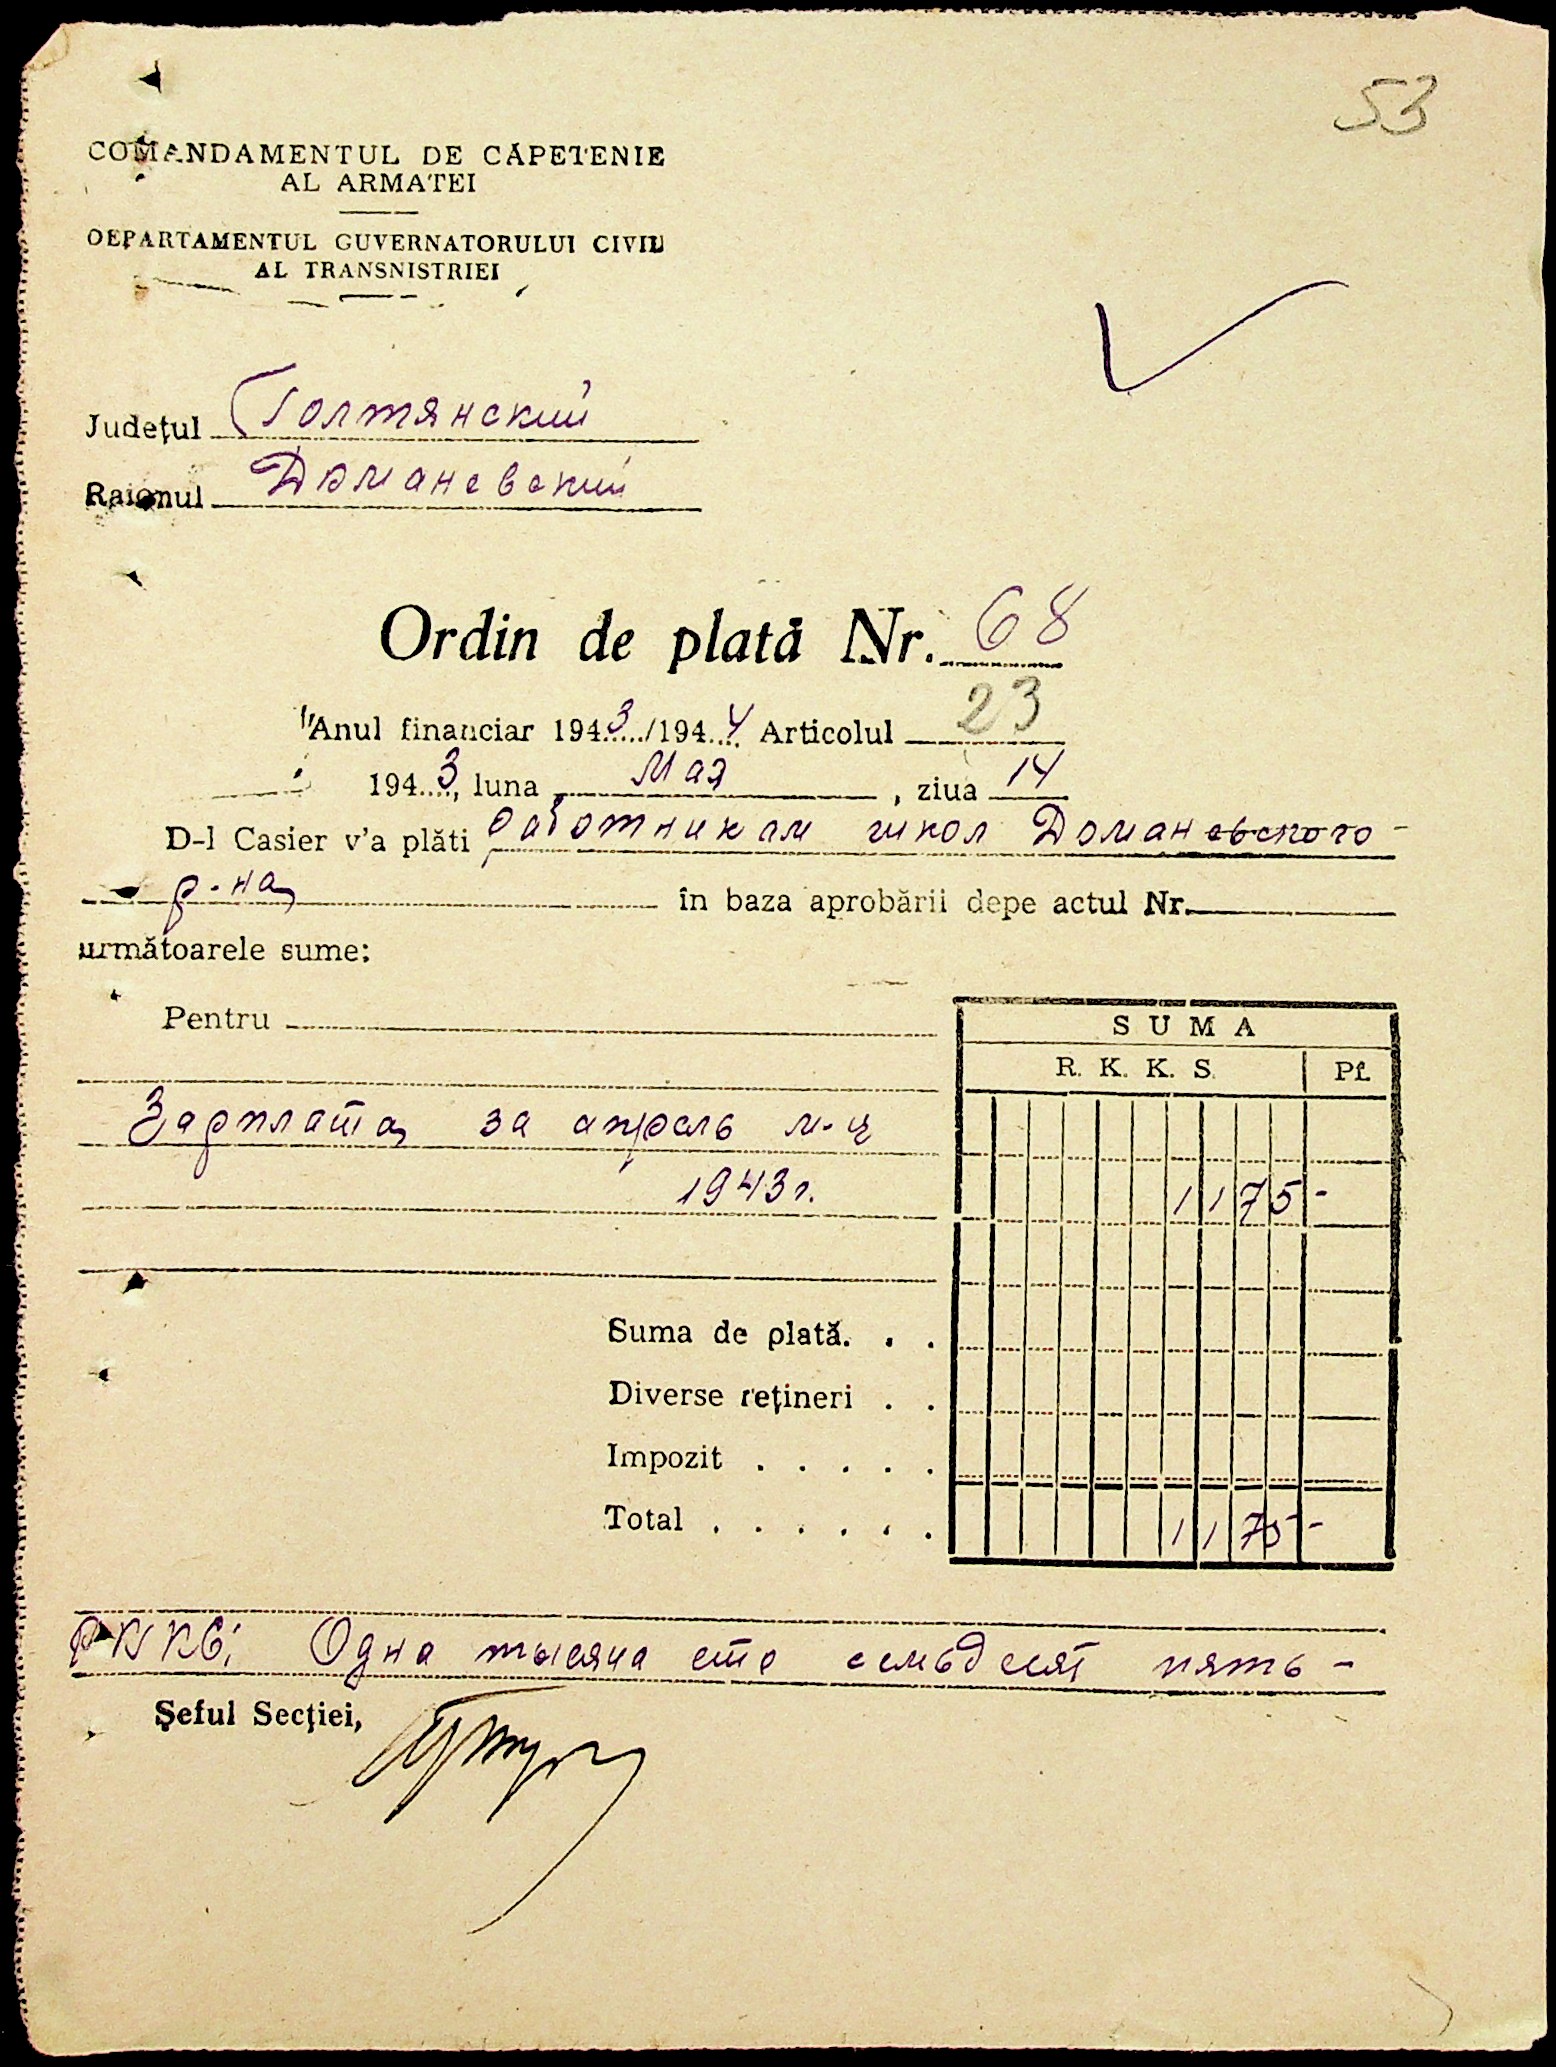 53
COMANDAMENTUL DE CĂPETENIE
AL ARMATEI
DEPARTAMENTUL GUVERNATORULUI CIVIL
AL TRANSNISTRIEI
Județul Голтянский
Raionul Доманевский
Ordin de plată Nr. 68
Anul financiar 1943/1944 Articolul 23
1943, luna Мая, ziua 14
D-l Casier v'a plăti работникам школ Доманевского
р-на în baza aprobării depe actul Nr.
următoarele sume:
Pentru
SUMA
R. K. K. S. Pf.
Зарплата за апрель м-ц
1943 г. 1175-
Suma de plată. . .
Diverse rețineri . .
Impozit . . . . .
Total . . . . . . 1175-
РККС: Одна тысяча сто семьдесят пять -
Șeful Secției,